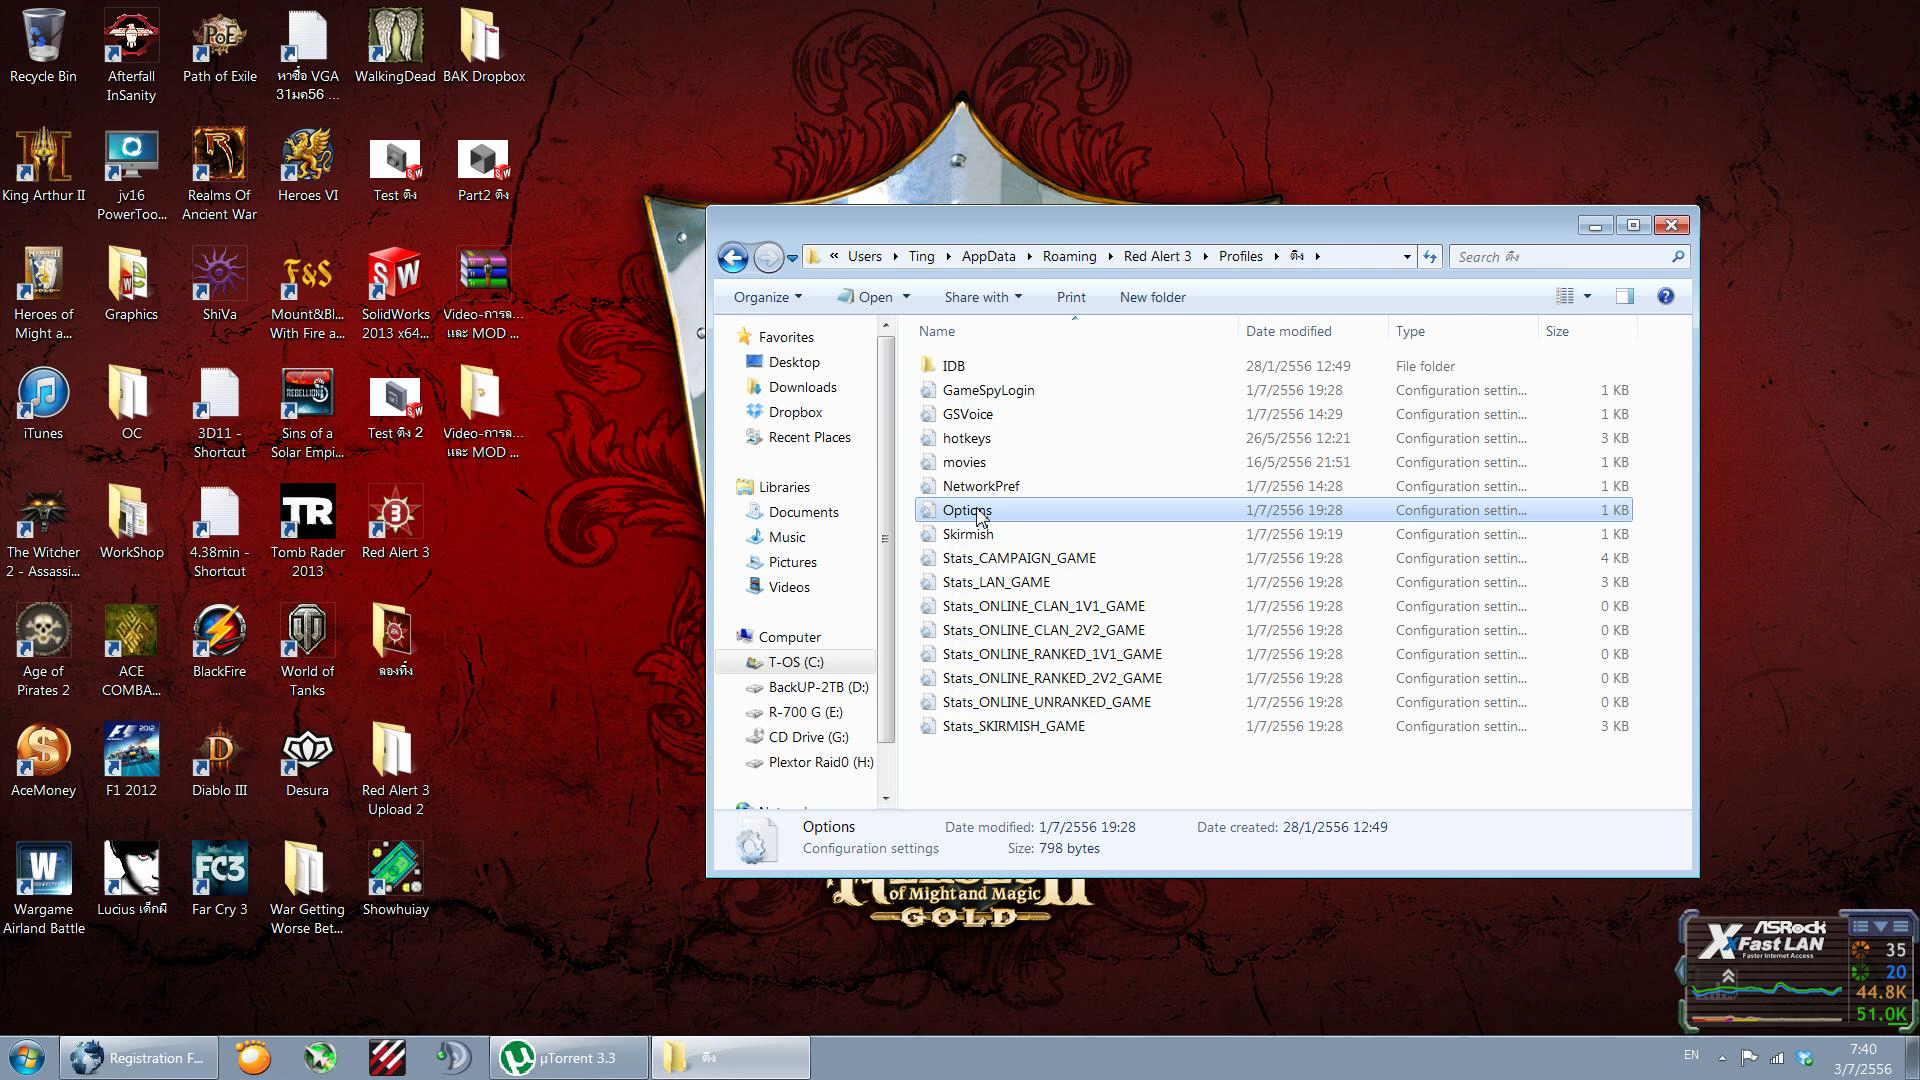 Recycle Bin
Afterfall
InSanity
Path of Exile
หาซื้อ VGA
31มค56 ...
WalkingDead
BAK Dropbox
King Arthur II
jv16
PowerToo...
Realms Of
Ancient War
Heroes VI
Test ติง
Part2 ติง
Heroes of
Might a...
Graphics
ShiVa
Mount&Bl...
With Fire a...
SolidWorks
2013 x64...
Video-การล...
และ MOD ...
iTunes
OC
3D11 -
Shortcut
Sins of a
Solar Empi...
Test ติง 2
Video-การล...
และ MOD ...
The Witcher
2 - Assassi...
WorkShop
4.38min -
Shortcut
Tomb Rader
2013
Red Alert 3
Age of
Pirates 2
ACE
COMBA...
BlackFire
World of
Tanks
ลองทิ้ง
AceMoney
F1 2012
Diablo III
Desura
Red Alert 3
Upload 2
Wargame
Airland Battle
Lucius เด็กผี
Far Cry 3
War Getting
Worse Bet...
Showhuiay
« Users Ting AppData Roaming Red Alert 3 Profiles ติง
Search ติง
Organize Open Share with Print New folder
Favorites
Desktop
Downloads
Dropbox
Recent Places
Libraries
Documents
Music
Pictures
Videos
Computer
T-OS (C:)
BackUP-2TB (D:)
R-700 G (E:)
CD Drive (G:)
Plextor Raid0 (H:)
Name Date modified Type Size
IDB 28/1/2556 12:49 File folder
GameSpyLogin 1/7/2556 19:28 Configuration settin... 1 KB
GSVoice 1/7/2556 14:29 Configuration settin... 1 KB
hotkeys 26/5/2556 12:21 Configuration settin... 3 KB
movies 16/5/2556 21:51 Configuration settin... 1 KB
NetworkPref 1/7/2556 14:28 Configuration settin... 1 KB
Options 1/7/2556 19:28 Configuration settin... 1 KB
Skirmish 1/7/2556 19:19 Configuration settin... 1 KB
Stats_CAMPAIGN_GAME 1/7/2556 19:28 Configuration settin... 4 KB
Stats_LAN_GAME 1/7/2556 19:28 Configuration settin... 3 KB
Stats_ONLINE_CLAN_1V1_GAME 1/7/2556 19:28 Configuration settin... 0 KB
Stats_ONLINE_CLAN_2V2_GAME 1/7/2556 19:28 Configuration settin... 0 KB
Stats_ONLINE_RANKED_1V1_GAME 1/7/2556 19:28 Configuration settin... 0 KB
Stats_ONLINE_RANKED_2V2_GAME 1/7/2556 19:28 Configuration settin... 0 KB
Stats_ONLINE_UNRANKED_GAME 1/7/2556 19:28 Configuration settin... 0 KB
Stats_SKIRMISH_GAME 1/7/2556 19:28 Configuration settin... 3 KB
Options Date modified: 1/7/2556 19:28 Date created: 28/1/2556 12:49
Configuration settings Size: 798 bytes
of Might and Magic
GOLD
ASRock
XFast LAN
Faster Internet Access
35
20
44.8K
51.0K
Registration F...
µTorrent 3.3
ติง
EN
7:40
3/7/2556